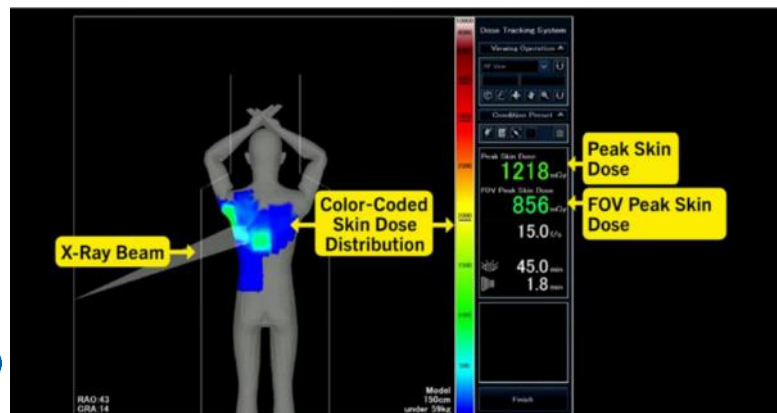 Dose Tracking System
Viewing Operation
Condition Preset
Peak Skin Dose
1218 mGy
FOV Peak Skin Dose
856 mGy
15.0 f/s
45.0 min
1.8 min
Finish
Peak Skin
Dose
FOV Peak Skin
Dose
Color-Coded
Skin Dose
Distribution
X-Ray Beam
RAO:43
CRA:14
Model
150cm
under 59kg